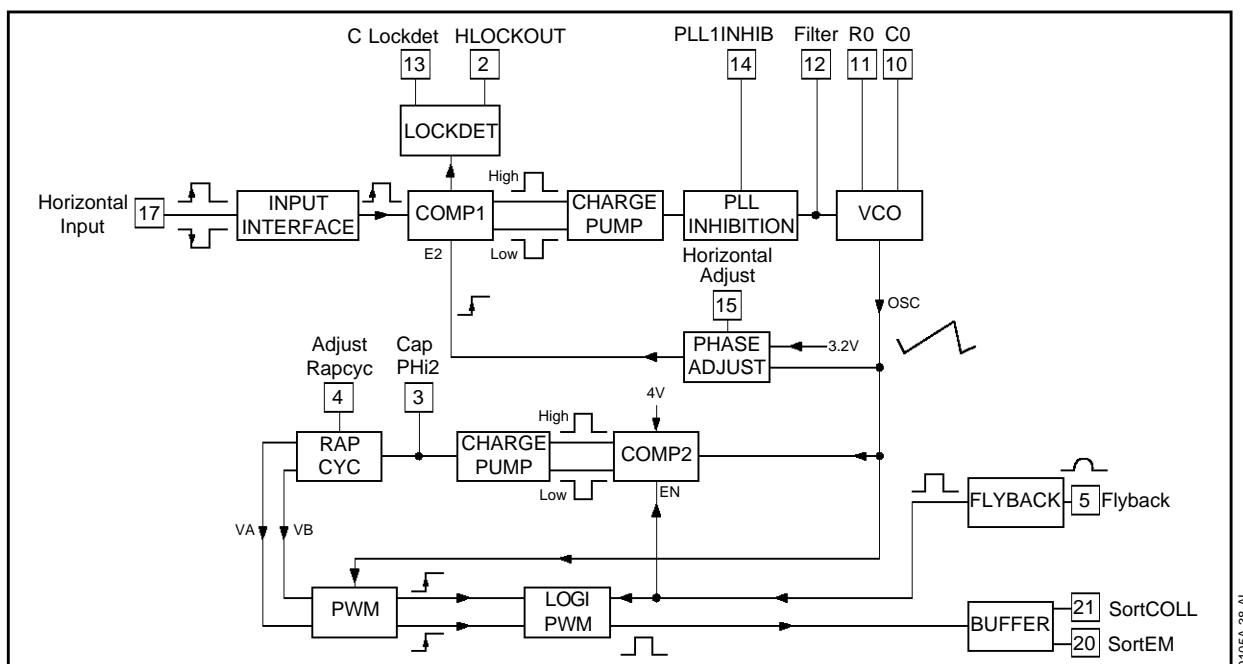 C Lockdet HLOCKOUT PLL1INHIB Filter R0 C0
13 2 14 12 11 10
LOCKDET
Horizontal
Input
17
INPUT
INTERFACE
COMP1
High
Low
E2
CHARGE
PUMP
PLL
INHIBITION
VCO
Horizontal
Adjust
15
OSC
PHASE
ADJUST
3.2V
Adjust
Rapcyc
4
Cap
PHi2
3
4V
RAP
CYC
CHARGE
PUMP
High
Low
COMP2
EN
FLYBACK
5 Flyback
VA VB
PWM
LOGI
PWM
BUFFER
21 SortCOLL
20 SortEM